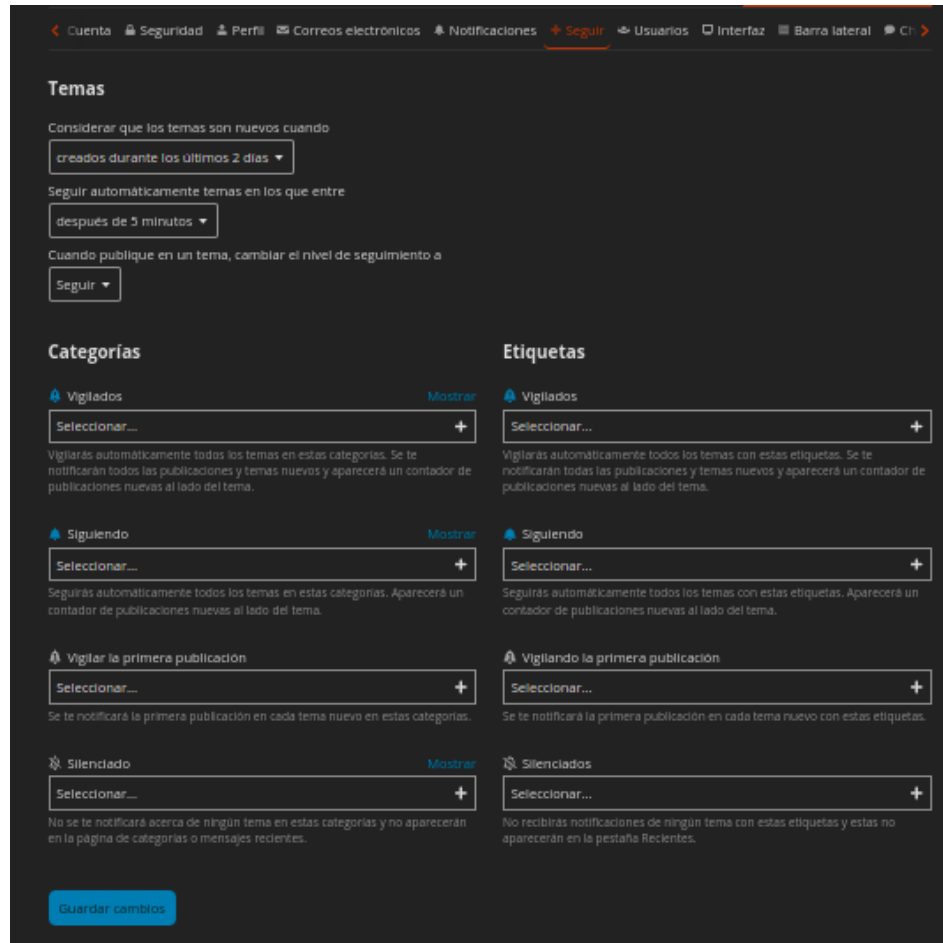 Cuenta Seguridad Perfil Correos electrónicos Notificaciones Seguir Usuarios Interfaz Barra lateral Ch
Temas
Considerar que los temas son nuevos cuando
creados durante los últimos 2 días
Seguir automáticamente temas en los que entre
después de 5 minutos
Cuando publique en un tema, cambiar el nivel de seguimiento a
Seguir
Categorías
Vigilados Mostrar
Seleccionar...
Vigilarás automáticamente todos los temas en estas categorías. Se te
notificarán todos las publicaciones y temas nuevos y aparecerá un contador de
publicaciones nuevas al lado del tema.
Siguiendo Mostrar
Seleccionar...
Seguirás automáticamente todos los temas en estas categorías. Aparecerá un
contador de publicaciones nuevas al lado del tema.
Vigilar la primera publicación
Seleccionar...
Se te notificará la primera publicación en cada tema nuevo en estas categorías.
Silenciado Mostrar
Seleccionar...
No se te notificará acerca de ningún tema en estas categorías y no aparecerán
en la página de categorías o mensajes recientes.
Etiquetas
Vigilados
Seleccionar...
Vigilarás automáticamente todos los temas con estas etiquetas. Se te
notificarán todas las publicaciones y temas nuevos y aparecerá un contador de
publicaciones nuevas al lado del tema.
Siguiendo
Seleccionar...
Seguirás automáticamente todos los temas con estas etiquetas. Aparecerá un
contador de publicaciones nuevas al lado del tema.
Vigilando la primera publicación
Seleccionar...
Se te notificará la primera publicación en cada tema nuevo con estas etiquetas.
Silenciados
Seleccionar...
No recibirás notificaciones de ningún tema con estas etiquetas y estas no
aparecerán en la pestaña Recientes.
Guardar cambios